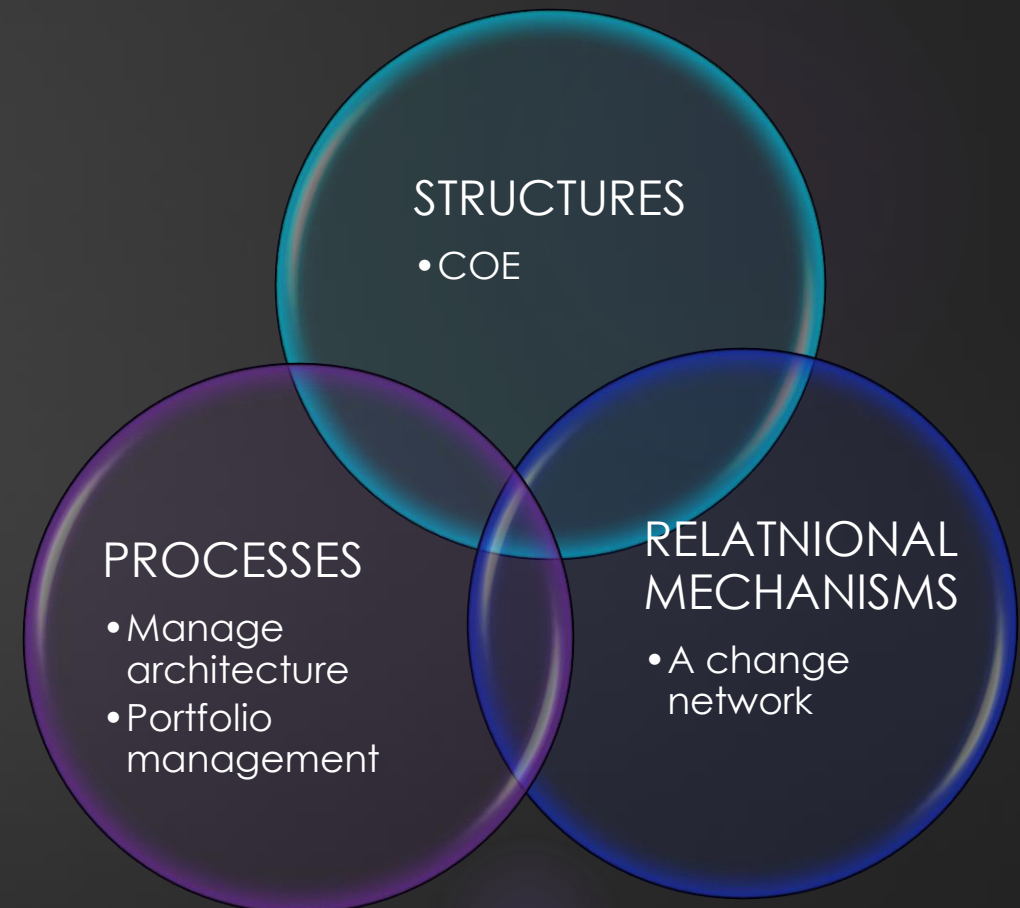 STRUCTURES
•COE
PROCESSES
•Manage
architecture
•Portfolio
management
RELATNIONAL
MECHANISMS
•A change
network